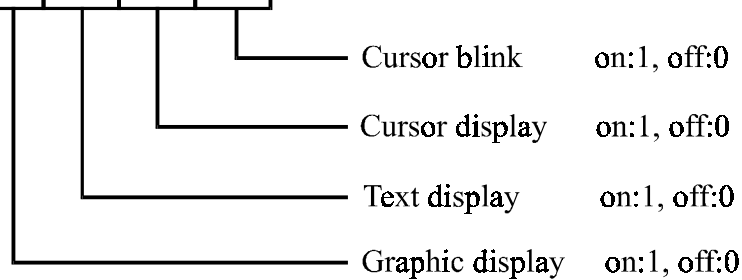 Cursor blink on:1, off:0
Cursor display on:1, off:0
Text display on:1, off:0
Graphic display on:1, off:0